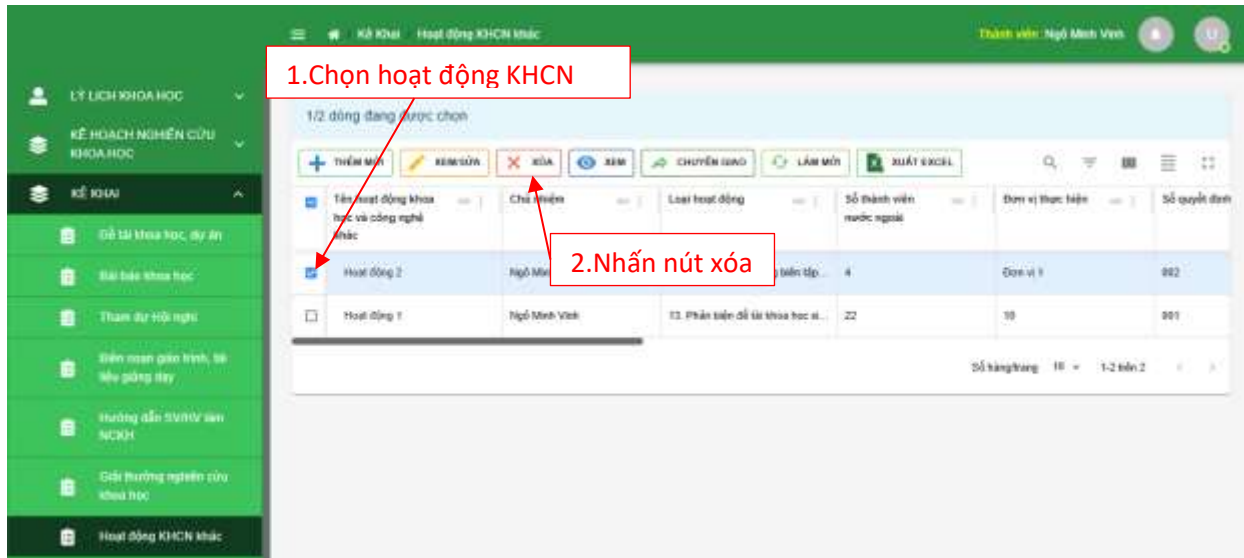 Kê Khai Hoạt động KHCN khác
Thành viên: Ngô Minh Vinh
U
1.Chọn hoạt động KHCN
LÝ LỊCH KHOA HỌC
KẾ HOẠCH NGHIÊN CỨU
KHOA HỌC
KÊ KHAI
Đề tài khoa học, dự án
Bài báo khoa học
Tham dự Hội nghị
Biên soạn giáo trình, tài
liệu giảng dạy
Hướng dẫn SV/HV làm
NCKH
Giải thưởng nghiên cứu
khoa học
Hoạt động KHCN khác
1/2 dòng đang được chọn
THÊM MỚI XEM/SỬA XÓA XEM CHUYỂN GIAO LÀM MỚI XUẤT EXCEL
Tên hoạt động khoa Chủ nhiệm Loại hoạt động Số thành viên Đơn vị thực hiện Số quyết định
học và công nghệ nước ngoài
khác
Hoạt động 2 Ngô Minh biên tập... 4 Đơn vị 1 002
2.Nhấn nút xóa
Hoạt động 1 Ngô Minh Vinh 13. Phản biện đề tài khoa học si... 22 10 001
Số hàng/trang 10 1-2 trên 2